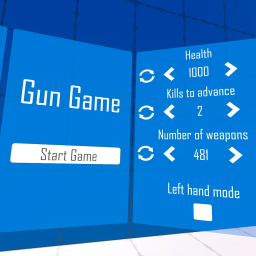 Gun Game
Start Game
Health
1000
Kills to advance
2
Number of weapons
481
Left hand mode